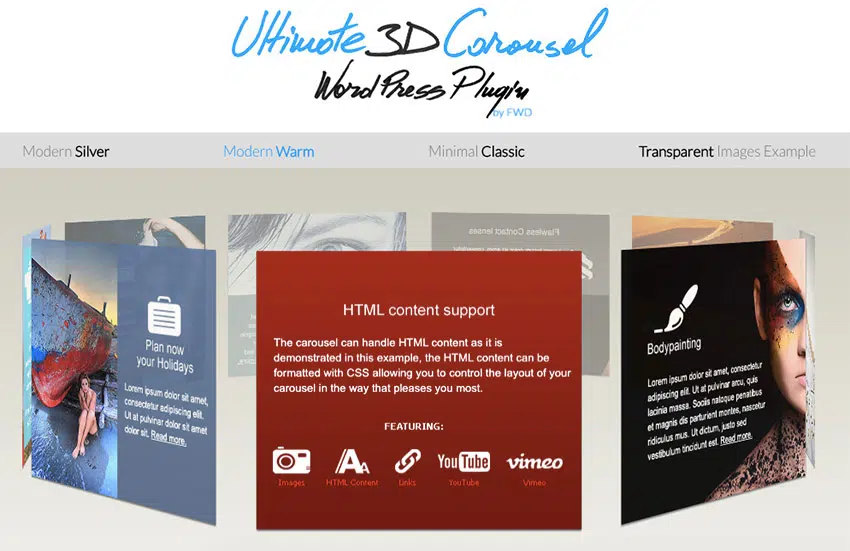 Ultimate 3D Carousel
WordPress Plugin
by FWD
Modern Silver
Modern Warm
Minimal Classic
Transparent Images Example
Flawless Contact lenses
HTML content support
The carousel can handle HTML content as it is
demonstrated in this example, the HTML content can be
formatted with CSS allowing you to control the layout of your
carousel in the way that pleases you most.
FEATURING:
Images
HTML Content
Links
YouTube
YouTube
vimeo
Vimeo
Plan now
your Holidays
Lorem ipsum dolor sit amet,
consectetur adipiscing elit.
Ut at pulvinar dolor sit amet
dolor sit. Read more.
Bodypainting
Lorem ipsum dolor sit amet, consectetur
adipiscing elit. Ut at pulvinar arcu, quis
lacinia massa. Sociis natoque penatibus
et magnis dis parturient montes, nascetur
ridiculus mus. Ut dictum, justo sed
vestibulum tincidunt est. Read more.